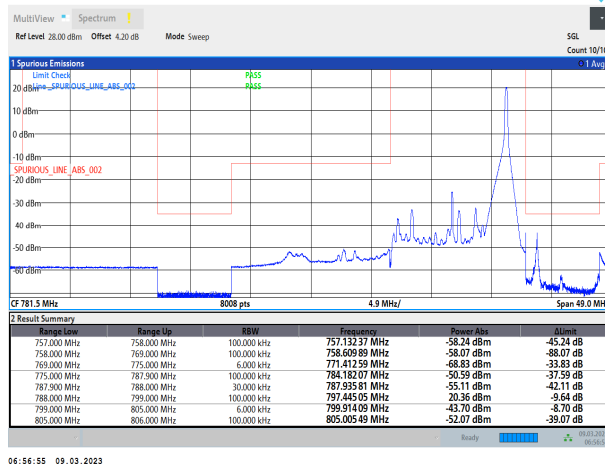 MultiView Spectrum !
Ref Level 28.00 dBm Offset 4.20 dB Mode Sweep SGL
Count 10/10
1 Spurious Emissions 1 Avg
Limit Check PASS
20 dBm Line _SPURIOUS_LINE_ABS_002 PASS
10 dBm
0 dBm
-10 dBm
_SPURIOUS_LINE_ABS_002
-20 dBm
-30 dBm
-40 dBm
-50 dBm
-60 dBm
CF 781.5 MHz 8008 pts 4.9 MHz/ Span 49.0 MH
2 Result Summary
Range Low Range Up RBW Frequency Power Abs ΔLimit
757.000 MHz 758.000 MHz 100.000 kHz 757.132 37 MHz -58.24 dBm -45.24 dB
758.000 MHz 769.000 MHz 100.000 kHz 758.609 89 MHz -58.07 dBm -88.07 dB
769.000 MHz 775.000 MHz 6.000 kHz 771.412 59 MHz -68.83 dBm -33.83 dB
775.000 MHz 787.900 MHz 100.000 kHz 784.182 07 MHz -50.59 dBm -37.59 dB
787.900 MHz 788.000 MHz 30.000 kHz 787.935 81 MHz -55.11 dBm -42.11 dB
788.000 MHz 799.000 MHz 100.000 kHz 797.445 05 MHz 20.36 dBm -9.64 dB
799.000 MHz 805.000 MHz 6.000 kHz 799.914 09 MHz -43.70 dBm -8.70 dB
805.000 MHz 806.000 MHz 100.000 kHz 805.005 49 MHz -52.07 dBm -39.07 dB
Ready 09.03.202
06:56:5
06:56:55 09.03.2023